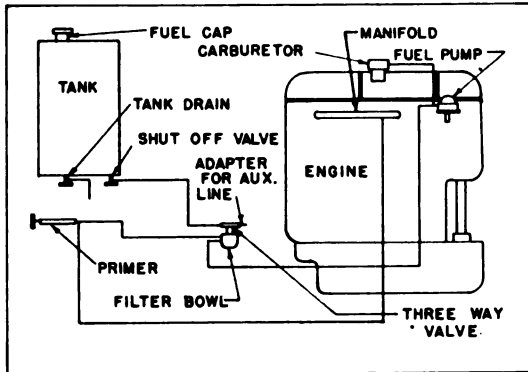 FUEL CAP
CARBURETOR
MANIFOLD
FUEL PUMP
TANK
TANK DRAIN
SHUT OFF VALVE
ADAPTER
FOR AUX.
LINE
ENGINE
PRIMER
FILTER BOWL
THREE WAY
VALVE.